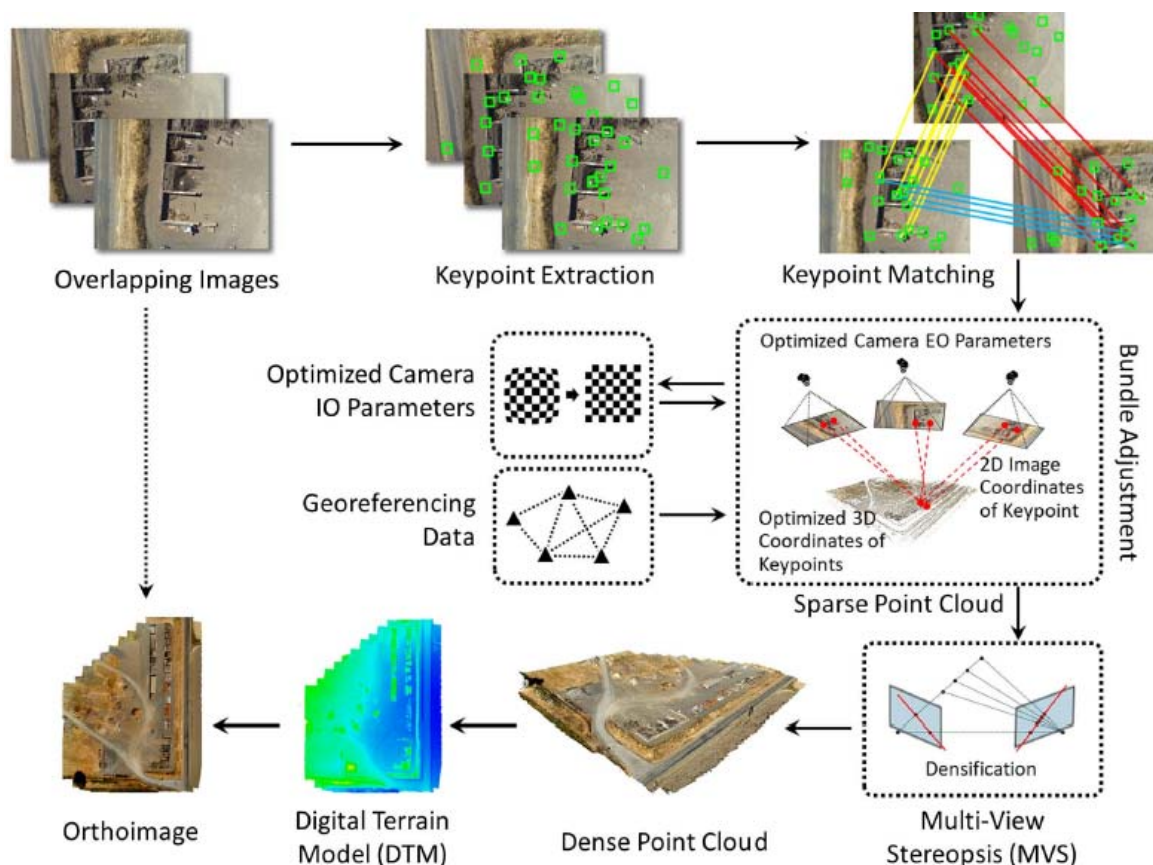 Overlapping Images
Keypoint Extraction
Keypoint Matching
Optimized Camera
IO Parameters
Optimized Camera EO Parameters
2D Image
Coordinates
of Keypoint
Optimized 3D
Coordinates of
Keypoints
Bundle Adjustment
Georeferencing
Data
Sparse Point Cloud
Densification
Orthoimage
Digital Terrain
Model (DTM)
Dense Point Cloud
Multi-View
Stereopsis (MVS)